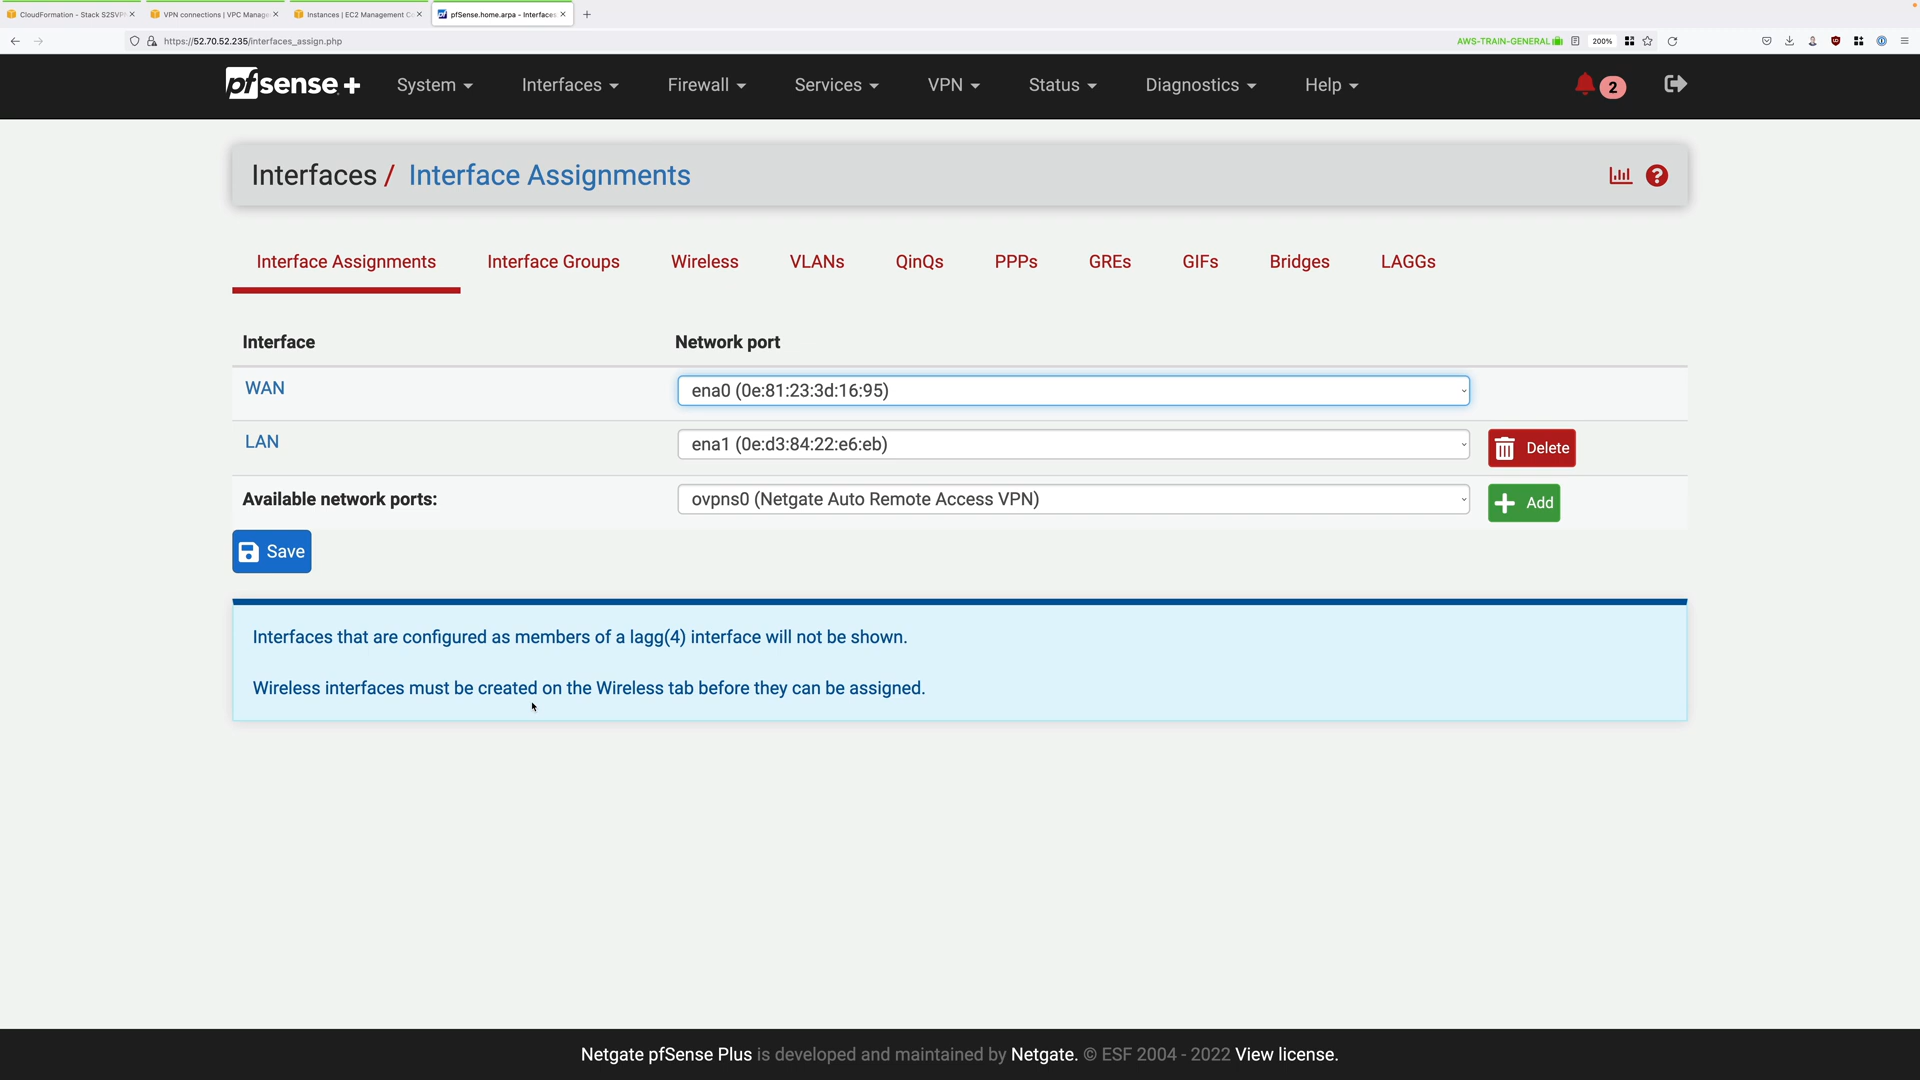 CloudFormation - Stack S2SVP
VPN connections | VPC Manage
Instances | EC2 Management C
pfSense.home.arpa - Interfaces
https://52.70.52.235/interfaces_assign.php
AWS-TRAIN-GENERAL
200%
pfsense +
System
Interfaces
Firewall
Services
VPN
Status
Diagnostics
Help
2
Interfaces / Interface Assignments
Interface Assignments
Interface Groups
Wireless
VLANs
QinQs
PPPs
GREs
GIFs
Bridges
LAGGs
Interface
Network port
WAN
ena0 (0e:81:23:3d:16:95)
LAN
ena1 (0e:d3:84:22:e6:eb)
Delete
Available network ports:
ovpns0 (Netgate Auto Remote Access VPN)
Add
Save
Interfaces that are configured as members of a lagg(4) interface will not be shown.
Wireless interfaces must be created on the Wireless tab before they can be assigned.
Netgate pfSense Plus is developed and maintained by Netgate. © ESF 2004 - 2022 View license.